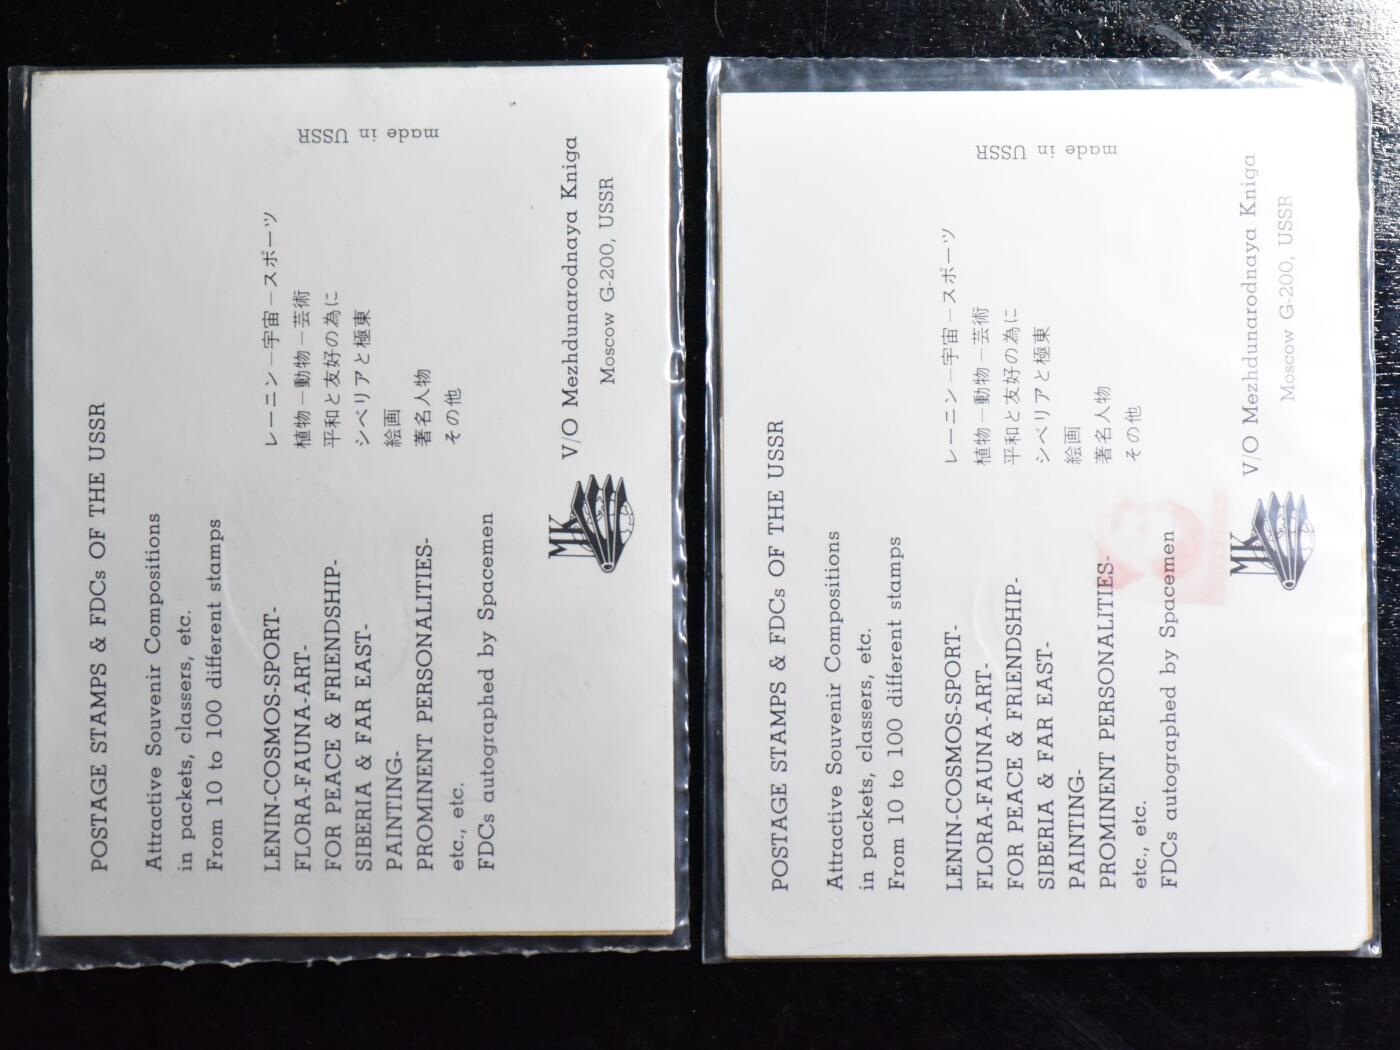 POSTAGE STAMPS & FDCs OF THE USSR
Attractive Souvenir Compositions
in packets, classers, etc.
From 10 to 100 different stamps
LENIN-COSMOS-SPORT-
FLORA-FAUNA-ART-
FOR PEACE & FRIENDSHIP-
SIBERIA & FAR EAST-
PAINTING-
PROMINENT PERSONALITIES-
etc., etc.
FDCs autographed by Spacemen
レーニン－宇宙－スポーツ
植物－動物－芸術
平和と友好の為に
シベリアと極東
絵画
著名人物
その他
MK
V/O Mezhdunarodnaya Kniga
Moscow G-200, USSR
made in USSR
POSTAGE STAMPS & FDCs OF THE USSR
Attractive Souvenir Compositions
in packets, classers, etc.
From 10 to 100 different stamps
LENIN-COSMOS-SPORT-
FLORA-FAUNA-ART-
FOR PEACE & FRIENDSHIP-
SIBERIA & FAR EAST-
PAINTING-
PROMINENT PERSONALITIES-
etc., etc.
FDCs autographed by Spacemen
レーニン－宇宙－スポーツ
植物－動物－芸術
平和と友好の為に
シベリアと極東
絵画
著名人物
その他
MK
V/O Mezhdunarodnaya Kniga
Moscow G-200, USSR
made in USSR